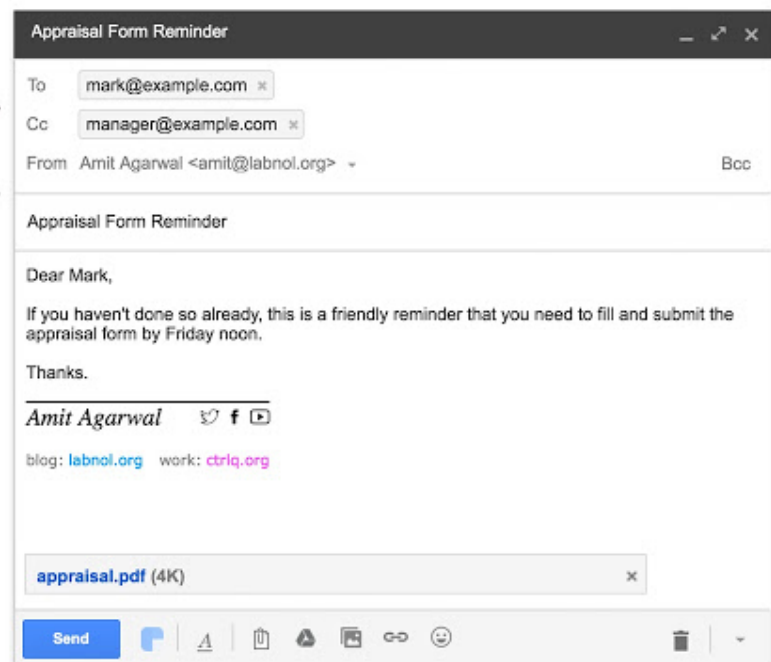 Appraisal Form Reminder
To mark@example.com
Cc manager@example.com
From Amit Agarwal <amit@labnol.org> Bcc
Appraisal Form Reminder
Dear Mark,
If you haven't done so already, this is a friendly reminder that you need to fill and submit the
appraisal form by Friday noon.
Thanks.
Amit Agarwal
blog: labnol.org work: ctrlq.org
appraisal.pdf (4K)
Send